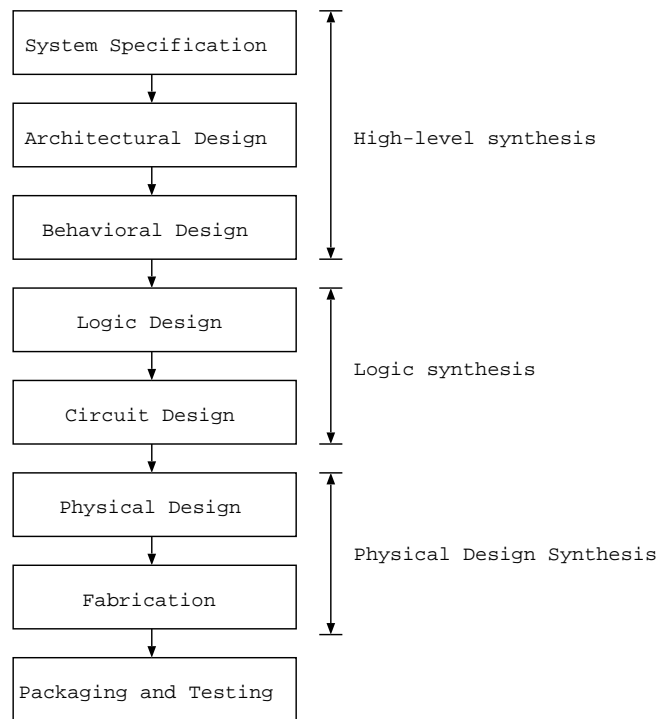 System Specification
Architectural Design
High-level synthesis
Behavioral Design
Logic Design
Logic synthesis
Circuit Design
Physical Design
Physical Design Synthesis
Fabrication
Packaging and Testing